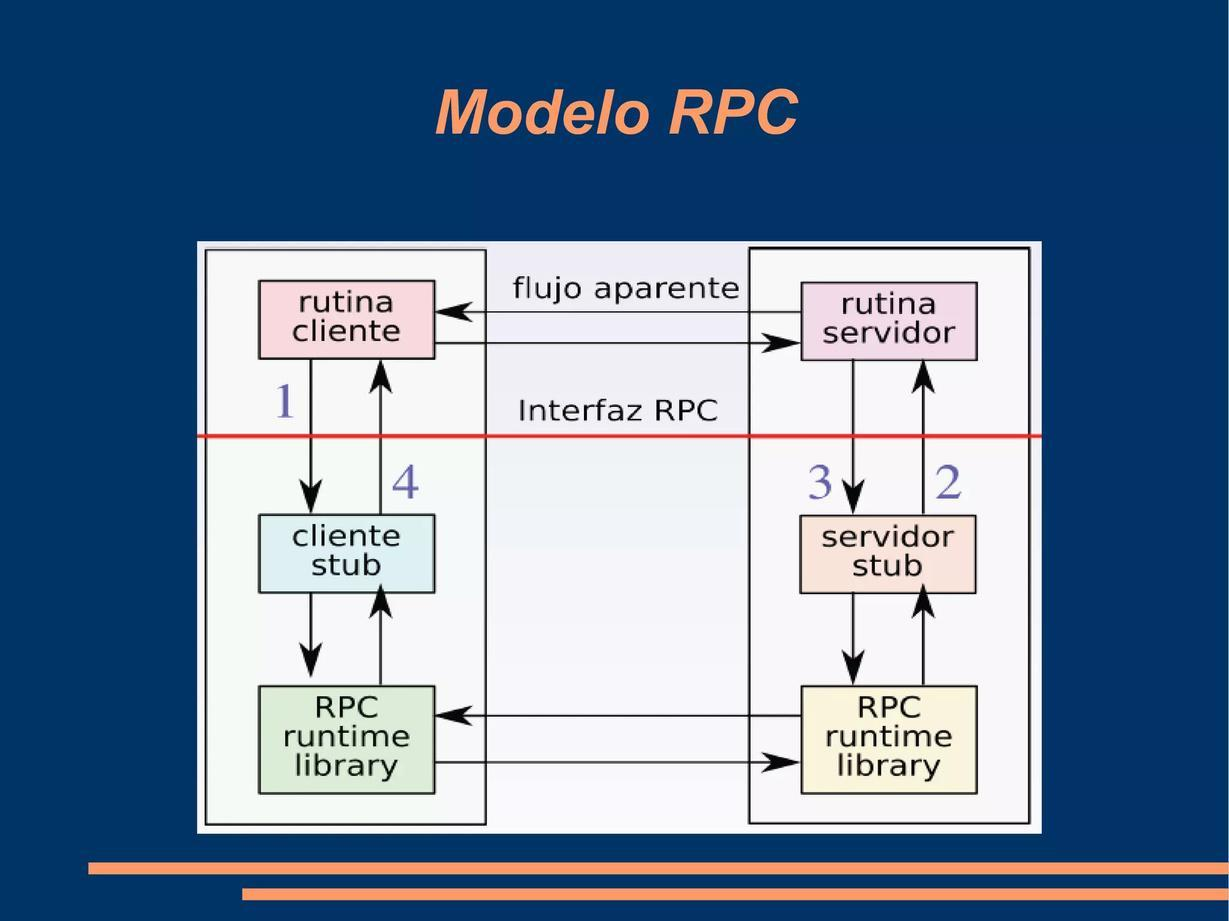 Modelo RPC
flujo aparente
rutina
cliente
rutina
servidor
1
Interfaz RPC
4
3
2
cliente
stub
servidor
stub
RPC
runtime
library
RPC
runtime
library